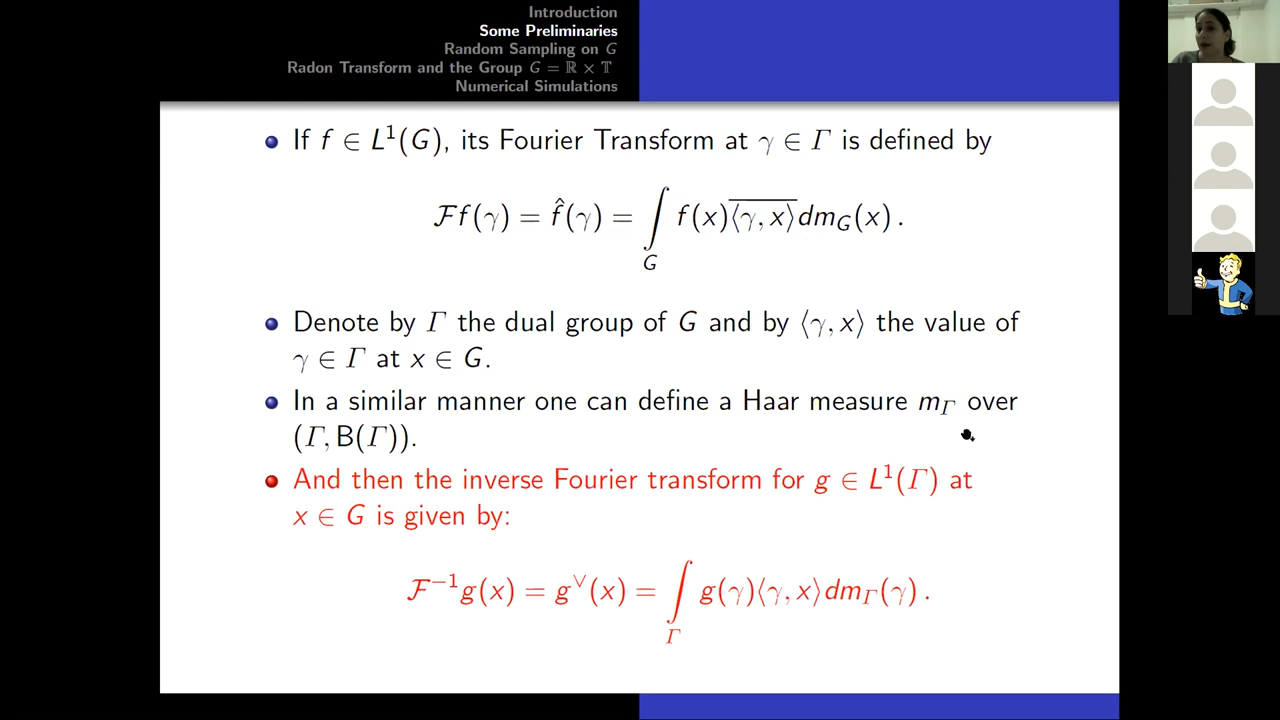 Introduction
Some Preliminaries
Random Sampling on G
Radon Transform and the Group G = ℝ × 𝕋
Numerical Simulations
If f ∈ L¹(G), its Fourier Transform at γ ∈ Γ is defined by
ℱf(γ) = f̂(γ) = ∫_G f(x)\overline{⟨γ, x⟩}dm_G(x) .
Denote by Γ the dual group of G and by ⟨γ, x⟩ the value of
γ ∈ Γ at x ∈ G.
In a similar manner one can define a Haar measure m_Γ over
(Γ, B(Γ)).
And then the inverse Fourier transform for g ∈ L¹(Γ) at
x ∈ G is given by:
ℱ⁻¹g(x) = g^∨(x) = ∫_Γ g(γ)⟨γ, x⟩dm_Γ(γ) .